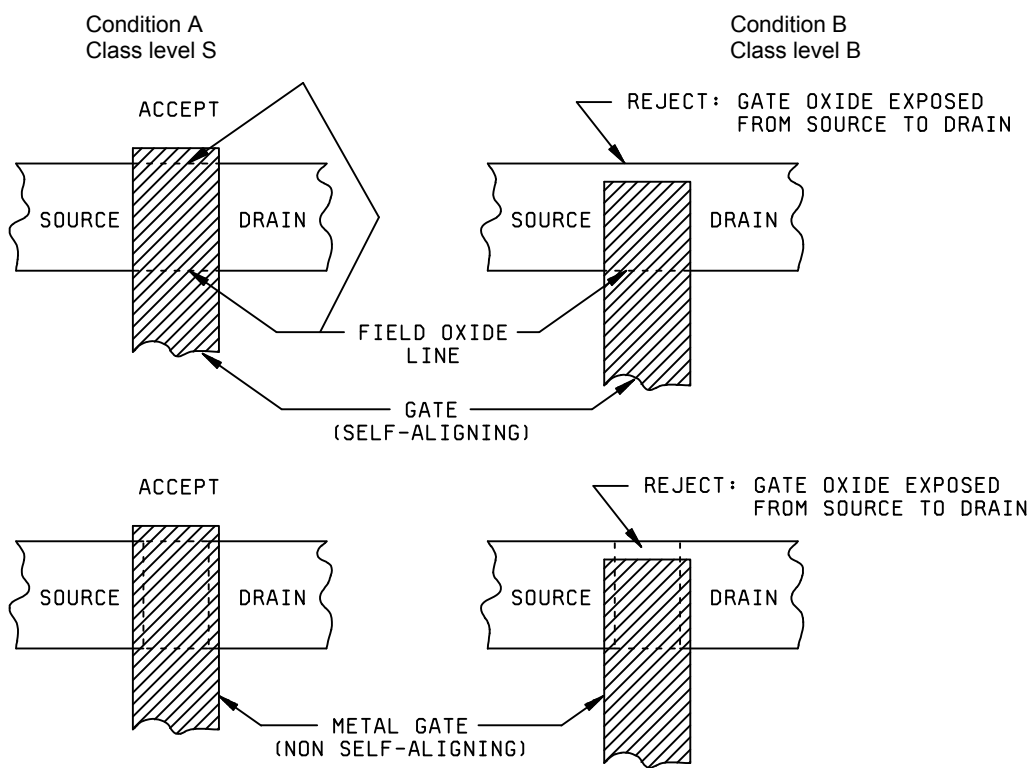 Condition A
Class level S
Condition B
Class level B
ACCEPT
REJECT: GATE OXIDE EXPOSED
FROM SOURCE TO DRAIN
SOURCE
DRAIN
SOURCE
DRAIN
FIELD OXIDE
LINE
GATE
(SELF-ALIGNING)
ACCEPT
REJECT: GATE OXIDE EXPOSED
FROM SOURCE TO DRAIN
SOURCE
DRAIN
SOURCE
DRAIN
METAL GATE
(NON SELF-ALIGNING)